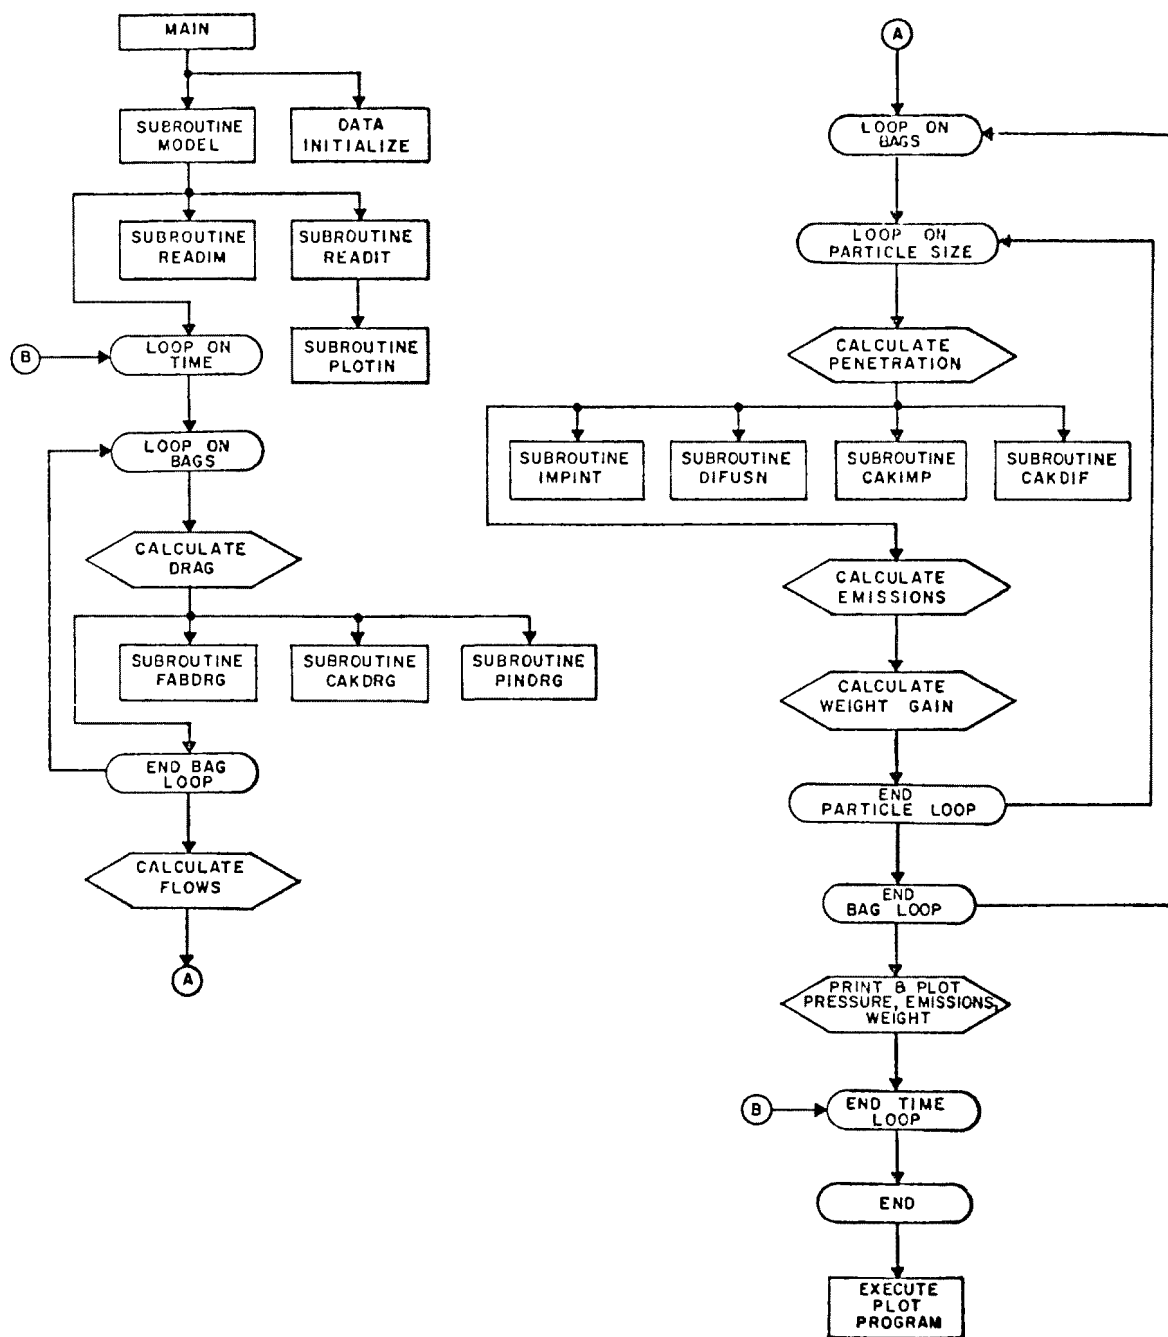 MAIN
SUBROUTINE
MODEL
DATA
INITIALIZE
SUBROUTINE
READIM
SUBROUTINE
READIT
B
LOOP ON
TIME
SUBROUTINE
PLOTIN
LOOP ON
BAGS
CALCULATE
DRAG
SUBROUTINE
FABDRG
SUBROUTINE
CAKDRG
SUBROUTINE
PINDRG
END BAG
LOOP
CALCULATE
FLOWS
A
A
LOOP ON
BAGS
LOOP ON
PARTICLE SIZE
CALCULATE
PENETRATION
SUBROUTINE
IMPINT
SUBROUTINE
DIFUSN
SUBROUTINE
CAKIMP
SUBROUTINE
CAKDIF
CALCULATE
EMISSIONS
CALCULATE
WEIGHT GAIN
END
PARTICLE LOOP
END
BAG LOOP
PRINT & PLOT
PRESSURE, EMISSIONS,
WEIGHT
B
END TIME
LOOP
END
EXECUTE
PLOT
PROGRAM